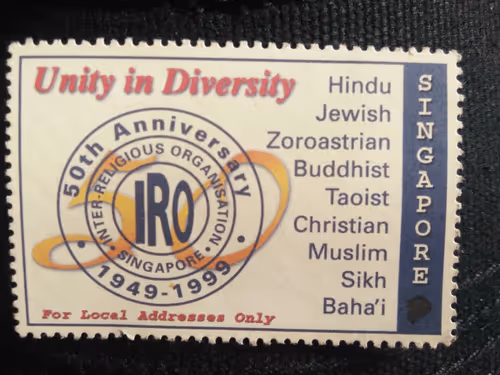 Unity in Diversity
50th Anniversary
INTER-RELIGIOUS ORGANISATION
IRO
• SINGAPORE •
• 1949-1999 •
For Local Addresses Only
Hindu
Jewish
Zoroastrian
Buddhist
Taoist
Christian
Muslim
Sikh
Baha'i
SINGAPORE